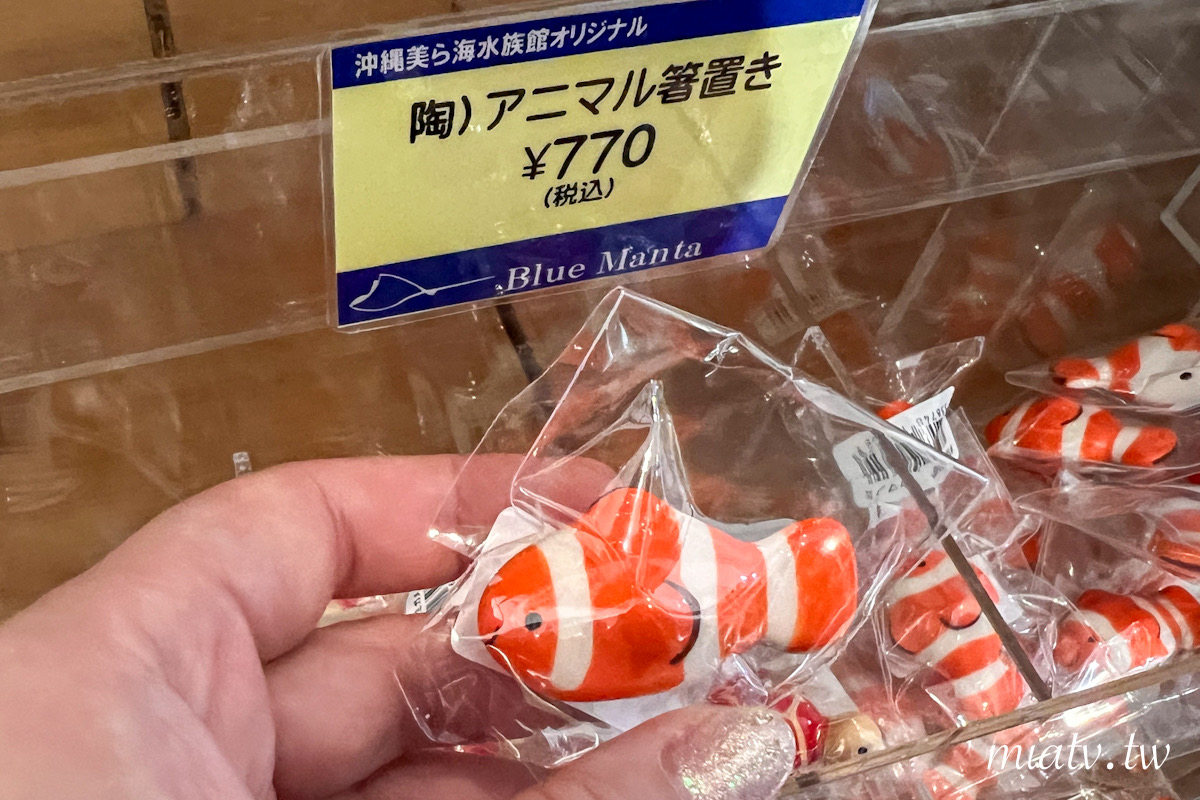 沖縄美ら海水族館オリジナル
陶)アニマル箸置き
¥770
(税込)
Blue Manta
miatv.tw